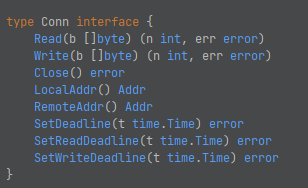 type Conn interface {
    Read(b []byte) (n int, err error)
    Write(b []byte) (n int, err error)
    Close() error
    LocalAddr() Addr
    RemoteAddr() Addr
    SetDeadline(t time.Time) error
    SetReadDeadline(t time.Time) error
    SetWriteDeadline(t time.Time) error
}